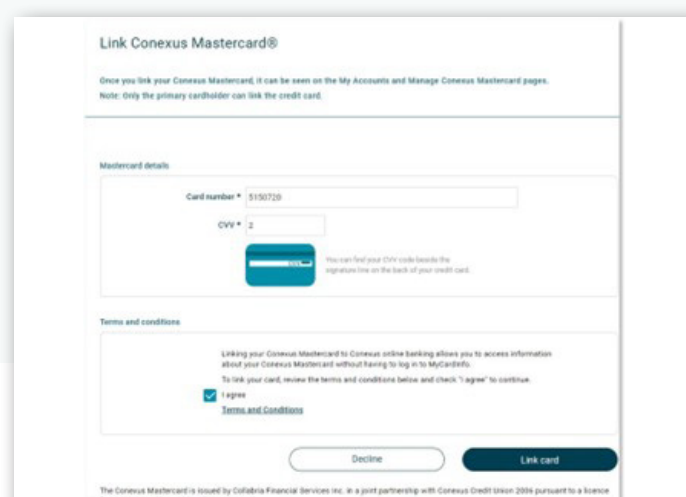 Link Conexus Mastercard®
Once you link your Conexus Mastercard, it can be seen on the My Accounts and Manage Conexus Mastercard pages.
Note: Only the primary cardholder can link the credit card.
Mastercard details
Card number * 5150720
CVV * 2
CVV
You can find your CVV code beside the
signature line on the back of your credit card.
Terms and conditions
Linking your Conexus Mastercard to Conexus online banking allows you to access information
about your Conexus Mastercard without having to log in to MyCardInfo.
To link your card, review the terms and conditions below and check "I agree" to continue.
I agree
Terms and Conditions
Decline
Link card
The Conexus Mastercard is issued by Collabria Financial Services Inc. in a joint partnership with Conexus Credit Union 2006 pursuant to a licence